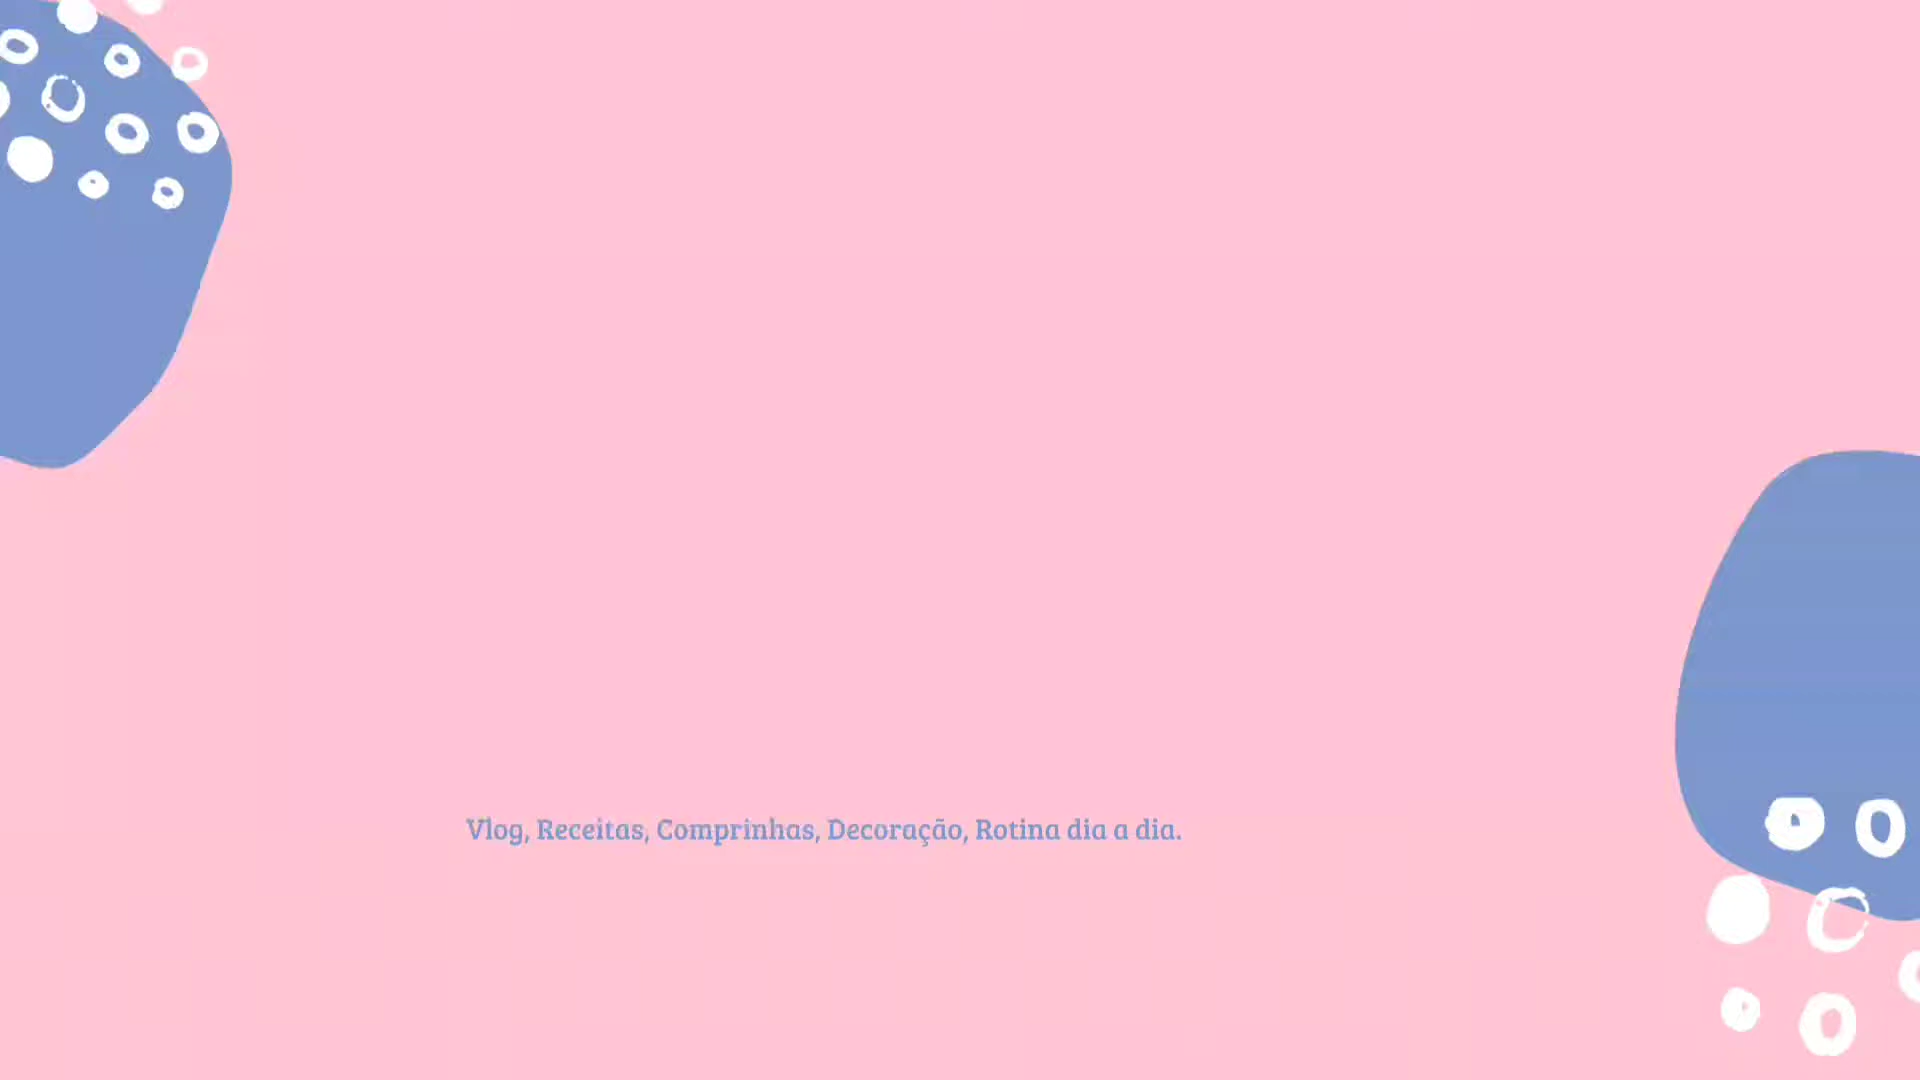 Vlog, Receitas, Comprinhas, Decoração, Rotina dia a dia.